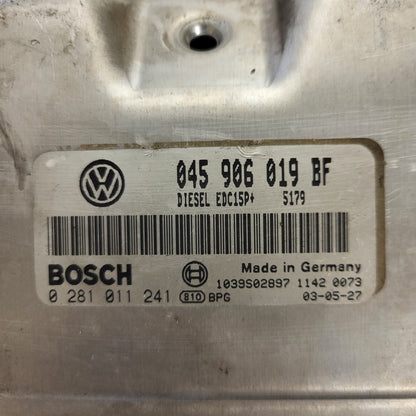 045 906 019 BF
DIESEL EDC15P+ 5179
BOSCH
Made in Germany
1039S02897 1142 0073
0 281 011 241 810 BPG 03-05-27